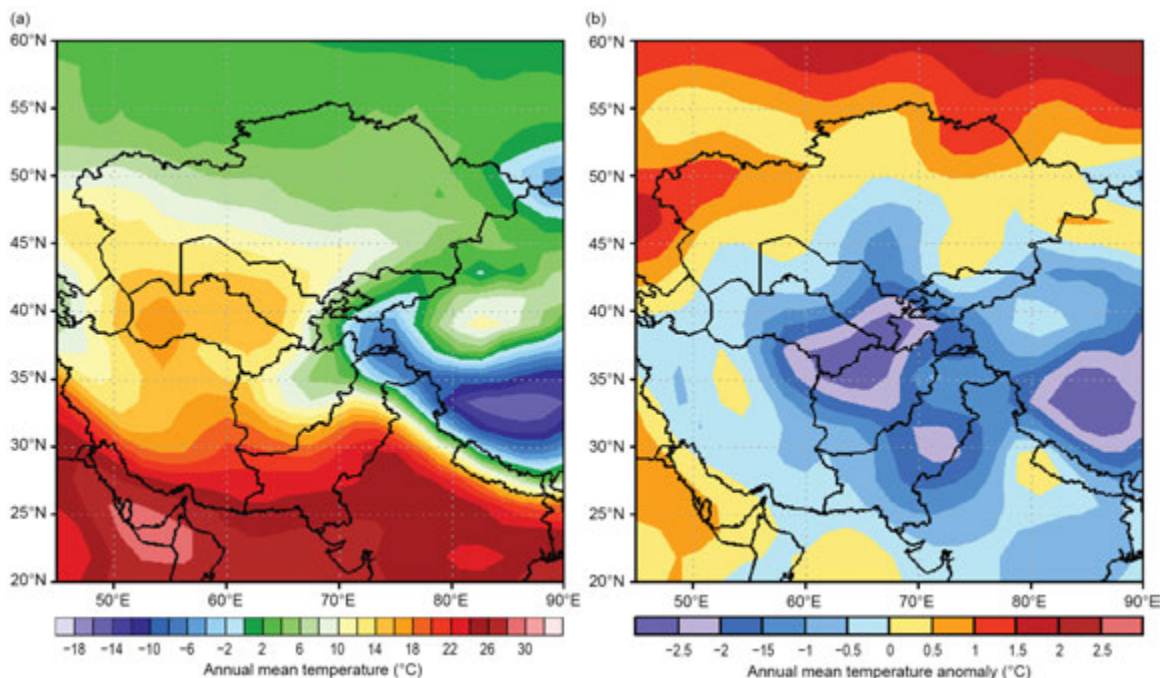 (a)
(b)
60°N
55°N
50°N
45°N
40°N
35°N
30°N
25°N
20°N
50°E 60°E 70°E 80°E 90°E
-18 -14 -10 -6 -2 2 6 10 14 18 22 26 30
Annual mean temperature (°C)
60°N
55°N
50°N
45°N
40°N
35°N
30°N
25°N
20°N
50°E 60°E 70°E 80°E 90°E
-2.5 -2 -1.5 -1 -0.5 0 0.5 1 1.5 2 2.5
Annual mean temperature anomaly (°C)